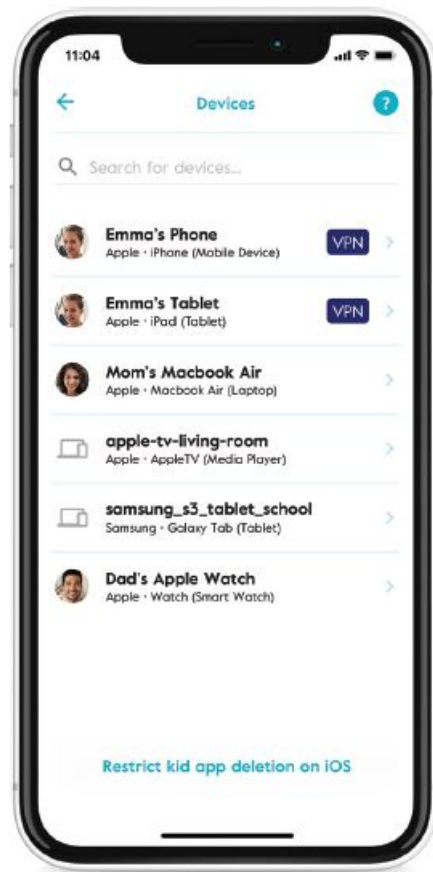 11:04
Devices
?
Search for devices...
Emma's Phone
VPN
Apple · iPhone (Mobile Device)
Emma's Tablet
VPN
Apple · iPad (Tablet)
Mom's Macbook Air
Apple · Macbook Air (Laptop)
apple-tv-living-room
Apple · AppleTV (Media Player)
samsung_s3_tablet_school
Samsung · Galaxy Tab (Tablet)
Dad's Apple Watch
Apple · Watch (Smart Watch)
Restrict kid app deletion on iOS